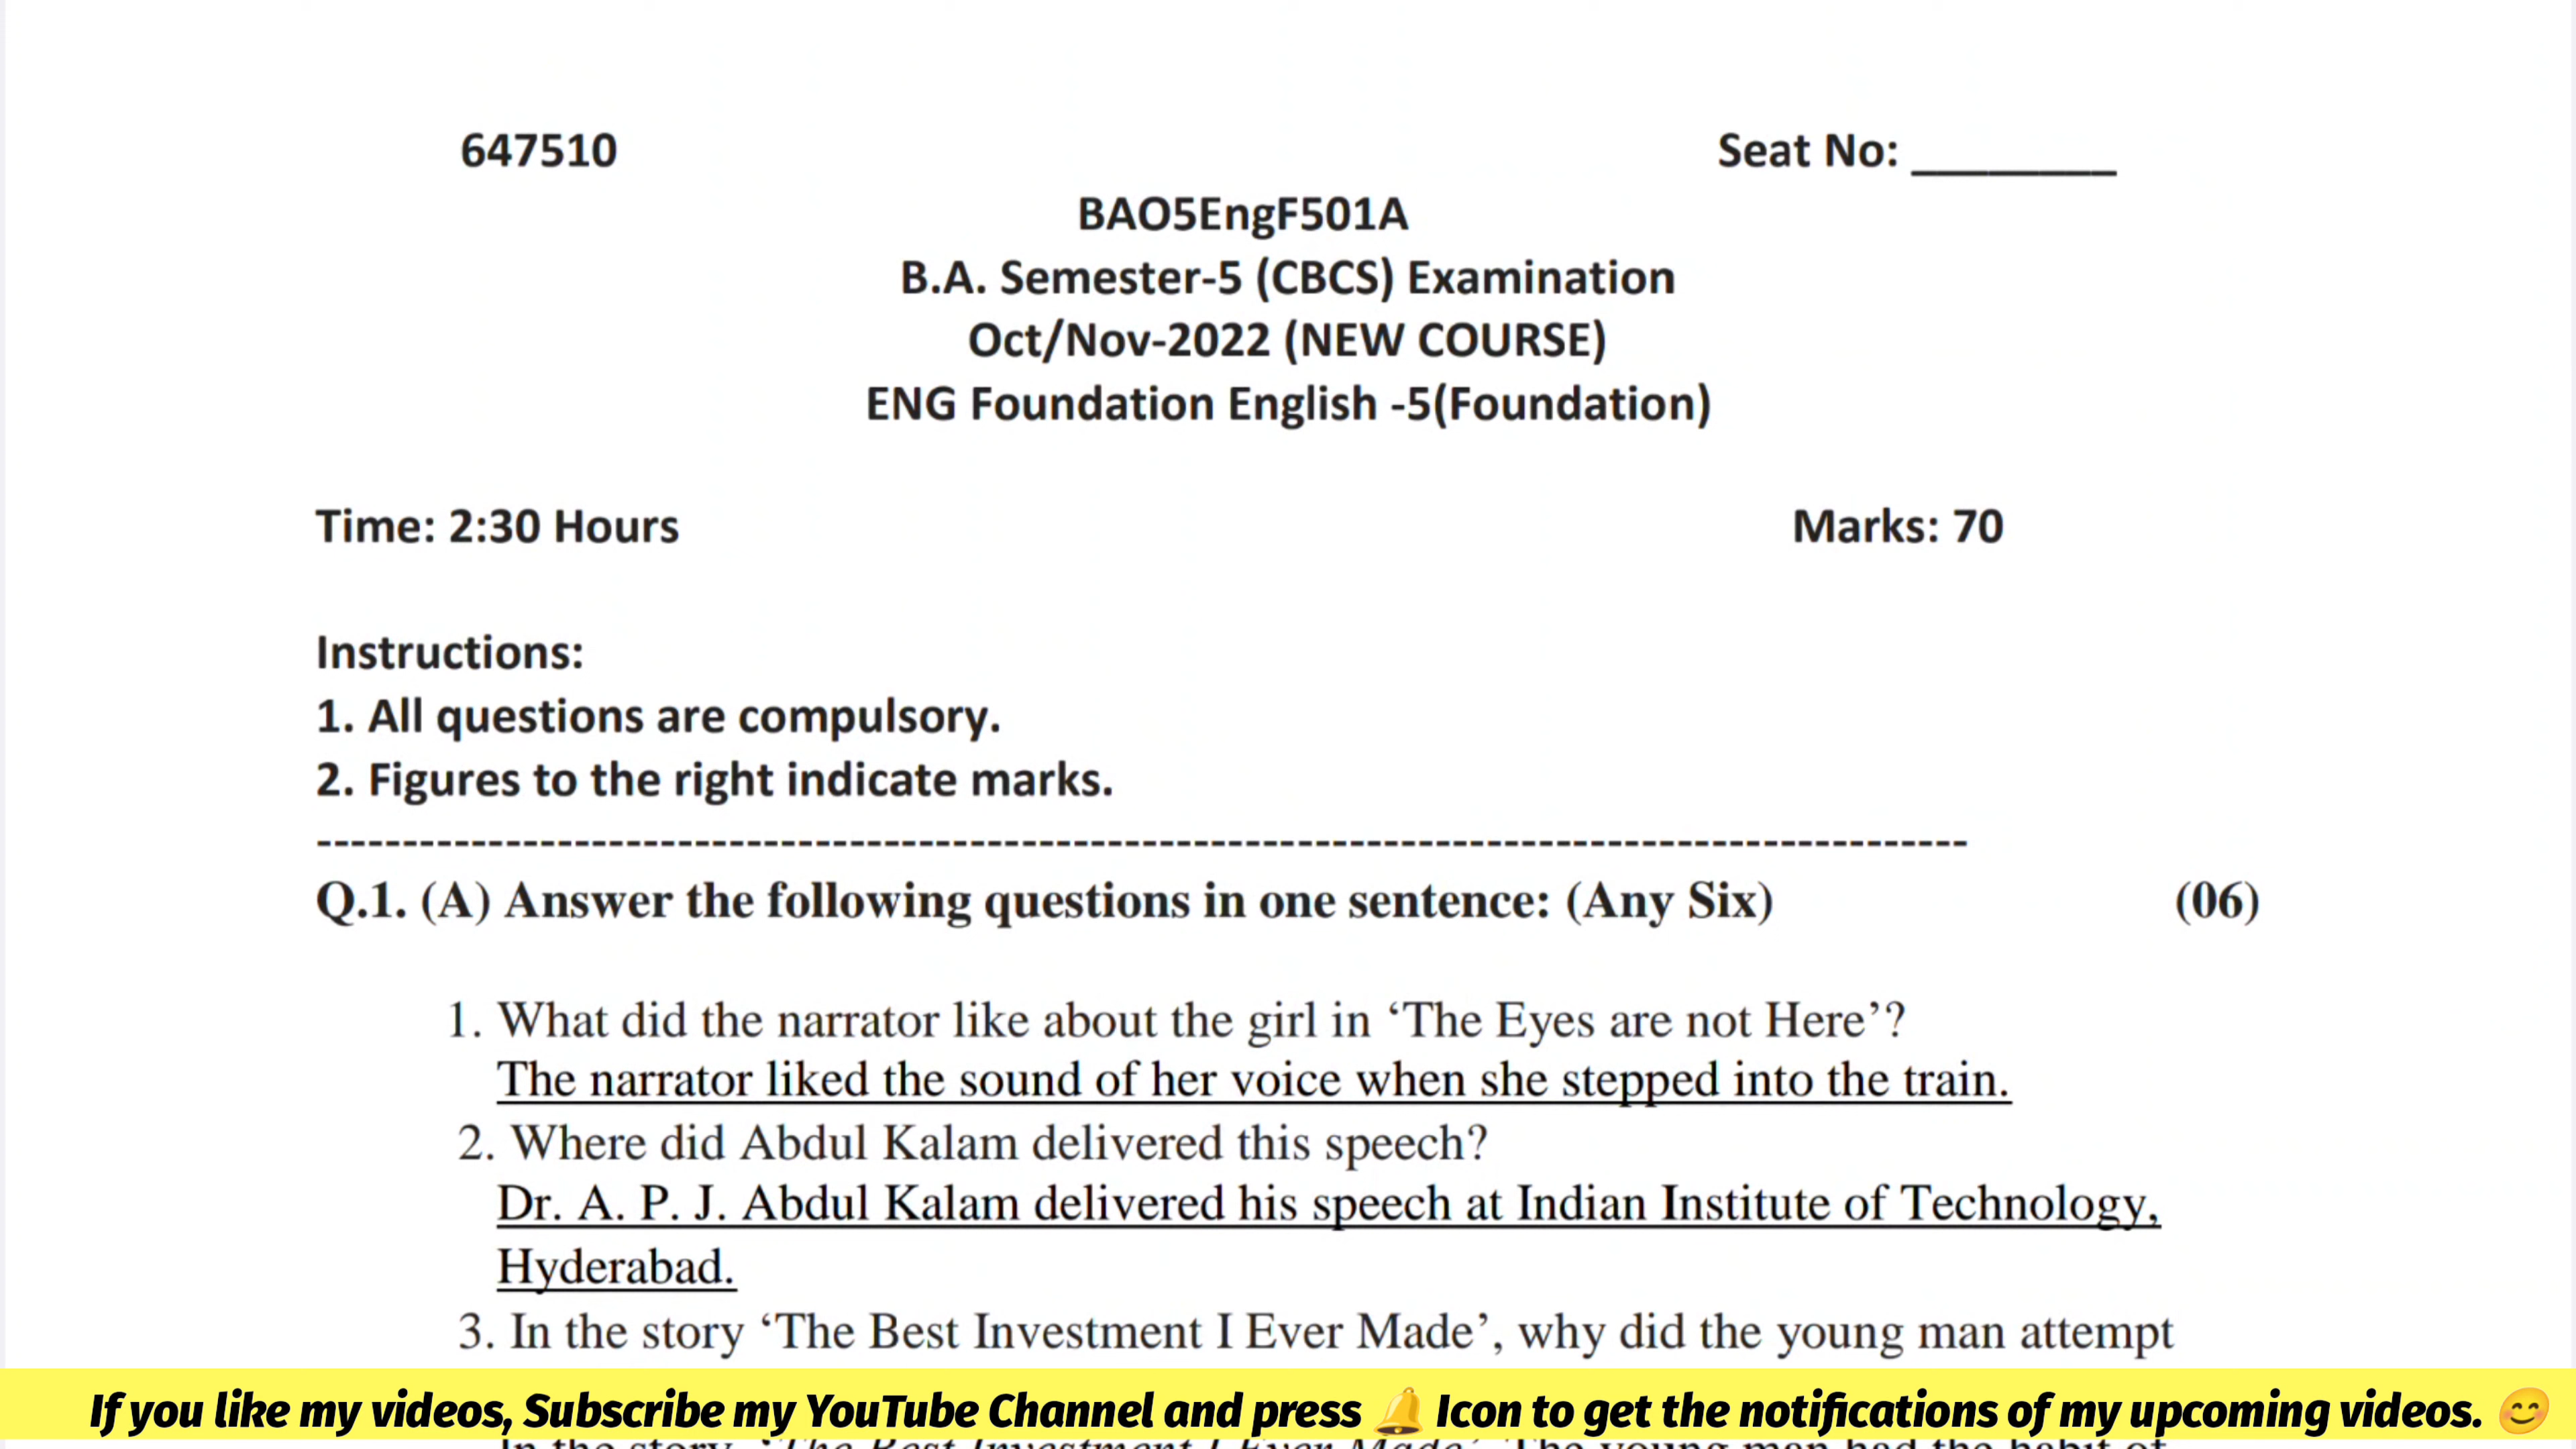 647510 Seat No: ________
BAO5EngF501A
B.A. Semester-5 (CBCS) Examination
Oct/Nov-2022 (NEW COURSE)
ENG Foundation English -5(Foundation)
Time: 2:30 Hours Marks: 70
Instructions:
1. All questions are compulsory.
2. Figures to the right indicate marks.
Q.1. (A) Answer the following questions in one sentence: (Any Six) (06)
1. What did the narrator like about the girl in ‘The Eyes are not Here’?
The narrator liked the sound of her voice when she stepped into the train.
2. Where did Abdul Kalam delivered this speech?
Dr. A. P. J. Abdul Kalam delivered his speech at Indian Institute of Technology,
Hyderabad.
3. In the story ‘The Best Investment I Ever Made’, why did the young man attempt
If you like my videos, Subscribe my YouTube Channel and press 🔔 Icon to get the notifications of my upcoming videos. 😊